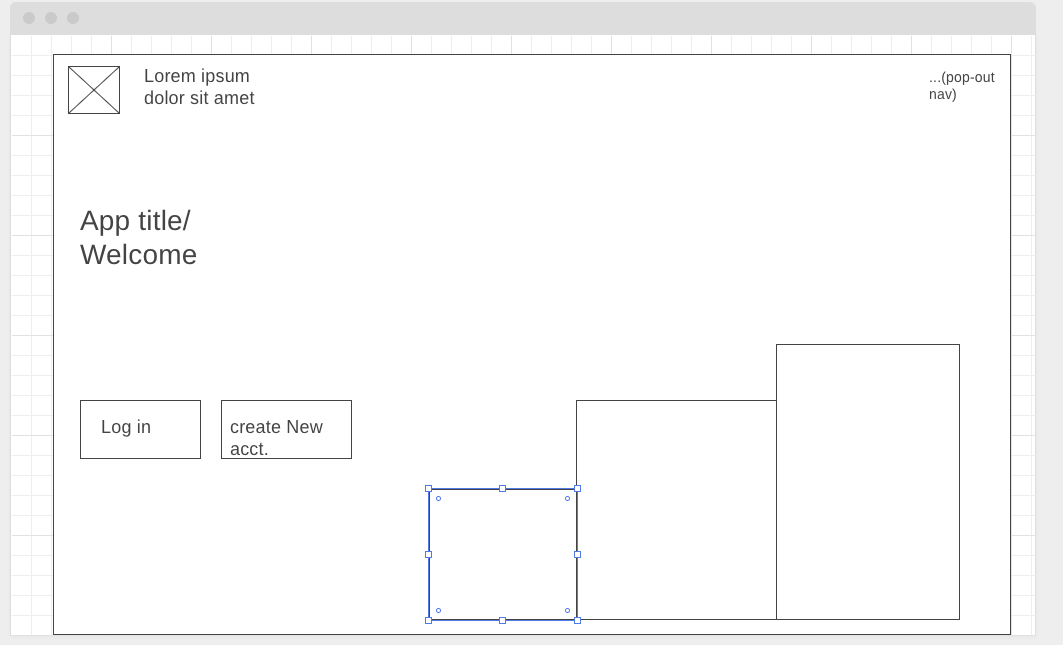 Lorem ipsum
dolor sit amet
...(pop-out
nav)
App title/
Welcome
Log in
create New
acct.